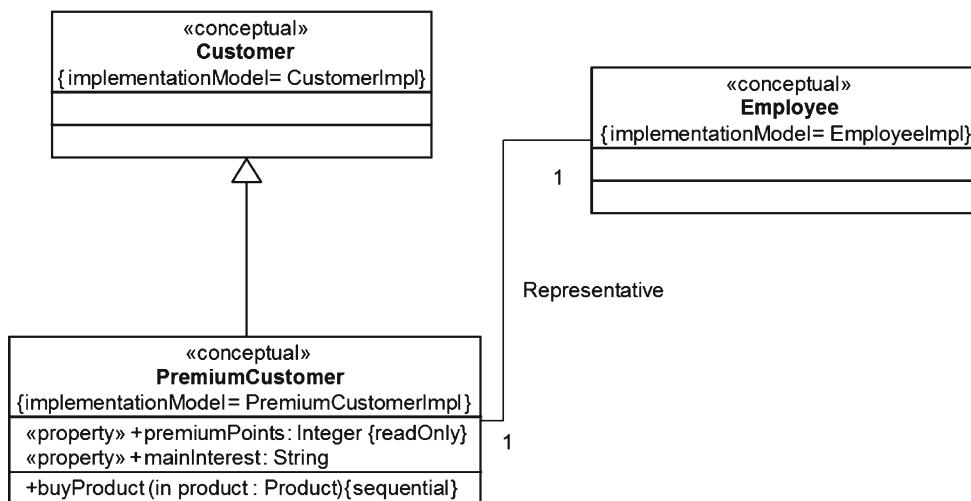 «conceptual»
Customer
{implementationModel= CustomerImpl}
«conceptual»
Employee
{implementationModel= EmployeeImpl}
1
Representative
«conceptual»
PremiumCustomer
{implementationModel= PremiumCustomerImpl}
«property» +premiumPoints: Integer {readOnly}
«property» +mainInterest: String
+buyProduct(in product : Product){sequential}
1